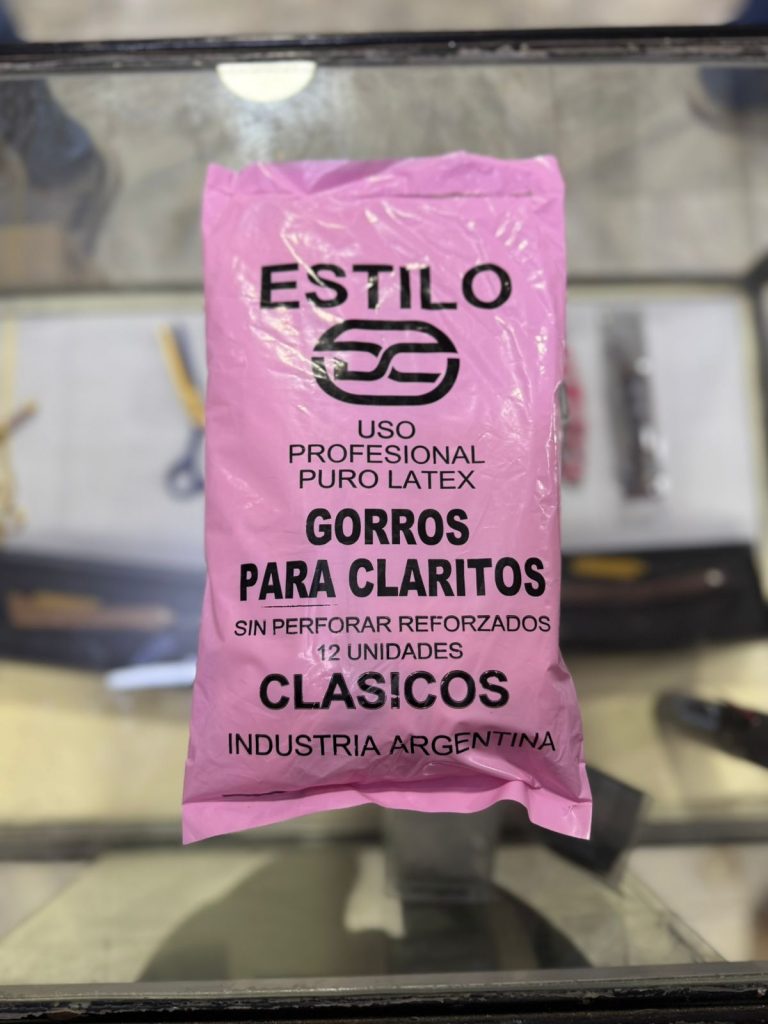 ESTILO
USO
PROFESIONAL
PURO LATEX
GORROS
PARA CLARITOS
SIN PERFORAR REFORZADOS
12 UNIDADES
CLASICOS
INDUSTRIA ARGENTINA